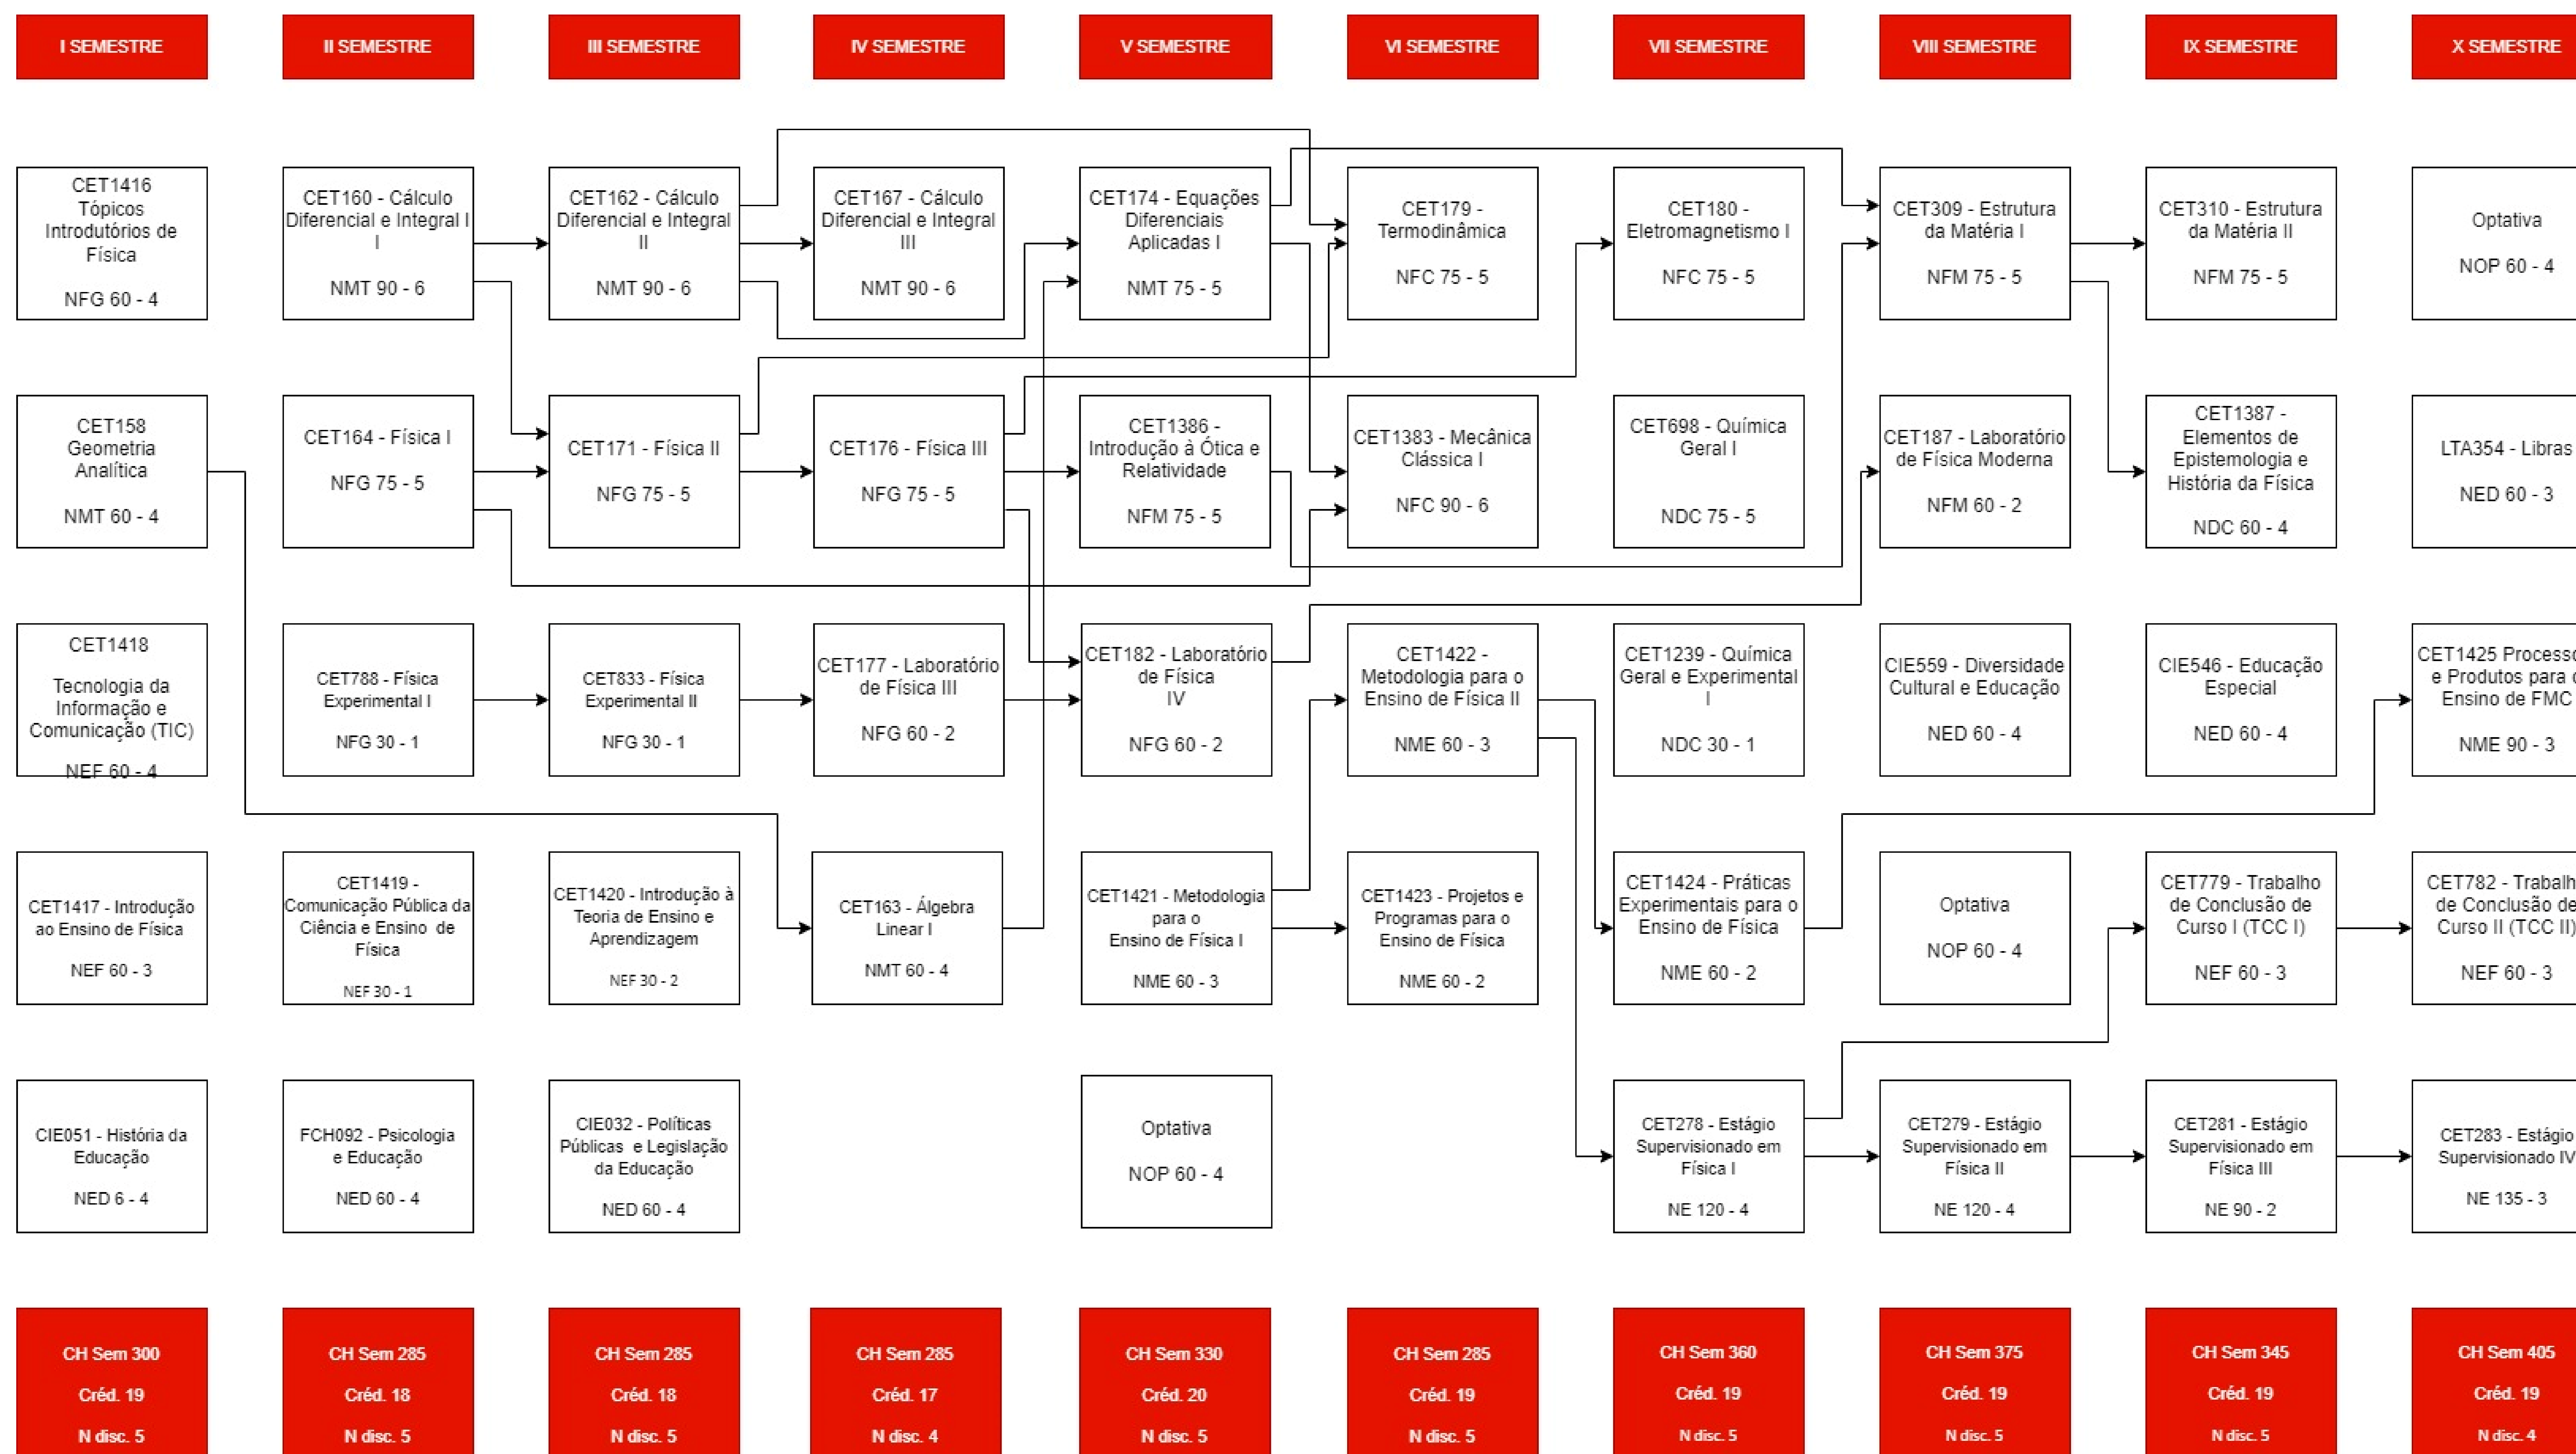 I SEMESTRE
II SEMESTRE
III SEMESTRE
IV SEMESTRE
V SEMESTRE
VI SEMESTRE
VII SEMESTRE
VIII SEMESTRE
IX SEMESTRE
X SEMESTRE
CET1416
Tópicos
Introdutórios de
Física
NFG 60 - 4
CET160 - Cálculo
Diferencial e Integral I
I
NMT 90 - 6
CET162 - Cálculo
Diferencial e Integral
II
NMT 90 - 6
CET167 - Cálculo
Diferencial e Integral
III
NMT 90 - 6
CET174 - Equações
Diferenciais
Aplicadas I
NMT 75 - 5
CET179 -
Termodinâmica
NFC 75 - 5
CET180 -
Eletromagnetismo I
NFC 75 - 5
CET309 - Estrutura
da Matéria I
NFM 75 - 5
CET310 - Estrutura
da Matéria II
NFM 75 - 5
Optativa
NOP 60 - 4
CET158
Geometria
Analítica
NMT 60 - 4
CET164 - Física I
NFG 75 - 5
CET171 - Física II
NFG 75 - 5
CET176 - Física III
NFG 75 - 5
CET1386 -
Introdução à Ótica e
Relatividade
NFM 75 - 5
CET1383 - Mecânica
Clássica I
NFC 90 - 6
CET698 - Química
Geral I
NDC 75 - 5
CET187 - Laboratório
de Física Moderna
NFM 60 - 2
CET1387 -
Elementos de
Epistemologia e
História da Física
NDC 60 - 4
LTA354 - Libras
NED 60 - 3
CET1418
Tecnologia da
Informação e
Comunicação (TIC)
NEF 60 - 4
CET788 - Física
Experimental I
NFG 30 - 1
CET833 - Física
Experimental II
NFG 30 - 1
CET177 - Laboratório
de Física III
NFG 60 - 2
CET182 - Laboratório
de Física
IV
NFG 60 - 2
CET1422 -
Metodologia para o
Ensino de Física II
NME 60 - 3
CET1239 - Química
Geral e Experimental
I
NDC 30 - 1
CIE559 - Diversidade
Cultural e Educação
NED 60 - 4
CIE546 - Educação
Especial
NED 60 - 4
CET1425
e Produtos para
Ensino de FMC
NME 90 - 3
CET1417 - Introdução
ao Ensino de Física
NEF 60 - 3
CET1419 -
Comunicação Pública da
Ciência e Ensino de
Física
NEF 30 - 1
CET1420 - Introdução à
Teoria de Ensino e
Aprendizagem
NEF 30 - 2
CET163 - Álgebra
Linear I
NMT 60 - 4
CET1421 - Metodologia
para o
Ensino de Física I
NME 60 - 3
CET1423 - Projetos e
Programas para o
Ensino de Física
NME 60 - 2
CET1424 - Práticas
Experimentais para o
Ensino de Física
NME 60 - 2
Optativa
NOP 60 - 4
CET779 - Trabalho
de Conclusão de
Curso I (TCC I)
NEF 60 - 3
CET782 -
de Conclusão de
Curso II (TCC II)
NEF 60 - 3
CIE051 - História da
Educação
NED 6 - 4
FCH092 - Psicologia
e Educação
NED 60 - 4
CIE032 - Políticas
Públicas e Legislação
da Educação
NED 60 - 4
Optativa
NOP 60 - 4
CET278 - Estágio
Supervisionado em
Física I
NE 120 - 4
CET279 - Estágio
Supervisionado em
Física II
NE 120 - 4
CET281 - Estágio
Supervisionado em
Física III
NE 90 - 2
CET283 - Estágio
Supervisionado IV
NE 135 - 3
CH Sem 300
Créd. 19
N disc. 5
CH Sem 285
Créd. 18
N disc. 5
CH Sem 285
Créd. 18
N disc. 5
CH Sem 285
Créd. 17
N disc. 4
CH Sem 330
Créd. 20
N disc. 5
CH Sem 285
Créd. 19
N disc. 5
CH Sem 360
Créd. 19
N disc. 5
CH Sem 375
Créd. 19
N disc. 5
CH Sem 345
Créd. 19
N disc. 5
CH Sem 405
Créd. 19
N disc. 4